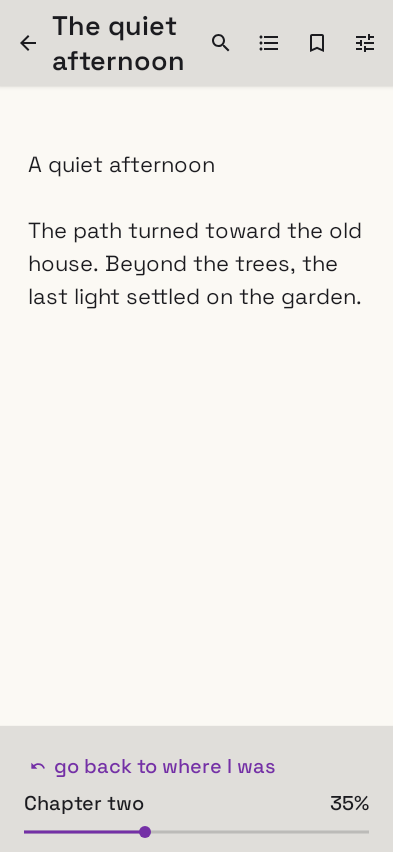 The quiet
afternoon
A quiet afternoon
The path turned toward the old
house. Beyond the trees, the
last light settled on the garden.
go back to where I was
Chapter two 35%